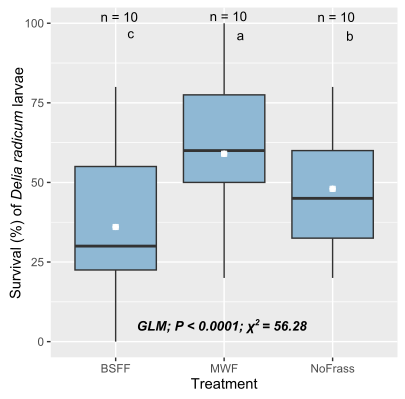 n = 10 n = 10 n = 10
c a b
100
75
50
25
0
Survival (%) of Delia radicum larvae
GLM; P < 0.0001; χ² = 56.28
BSFF MWF NoFrass
Treatment